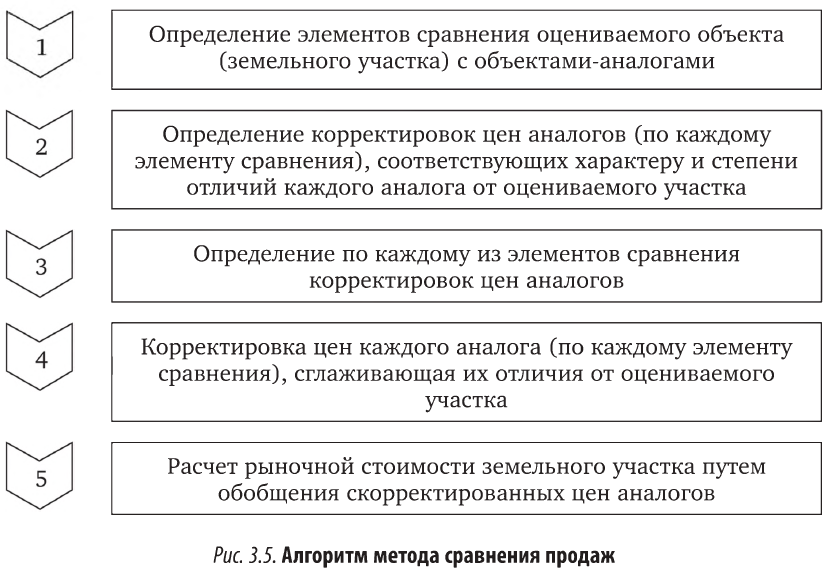 1
Определение элементов сравнения оцениваемого объекта
(земельного участка) с объектами-аналогами
2
Определение корректировок цен аналогов (по каждому
элементу сравнения), соответствующих характеру и степени
отличий каждого аналога от оцениваемого участка
3
Определение по каждому из элементов сравнения
корректировок цен аналогов
4
Корректировка цен каждого аналога (по каждому элементу
сравнения), сглаживающая их отличия от оцениваемого
участка
5
Расчет рыночной стоимости земельного участка путем
обобщения скорректированных цен аналогов
Рис. 3.5. Алгоритм метода сравнения продаж